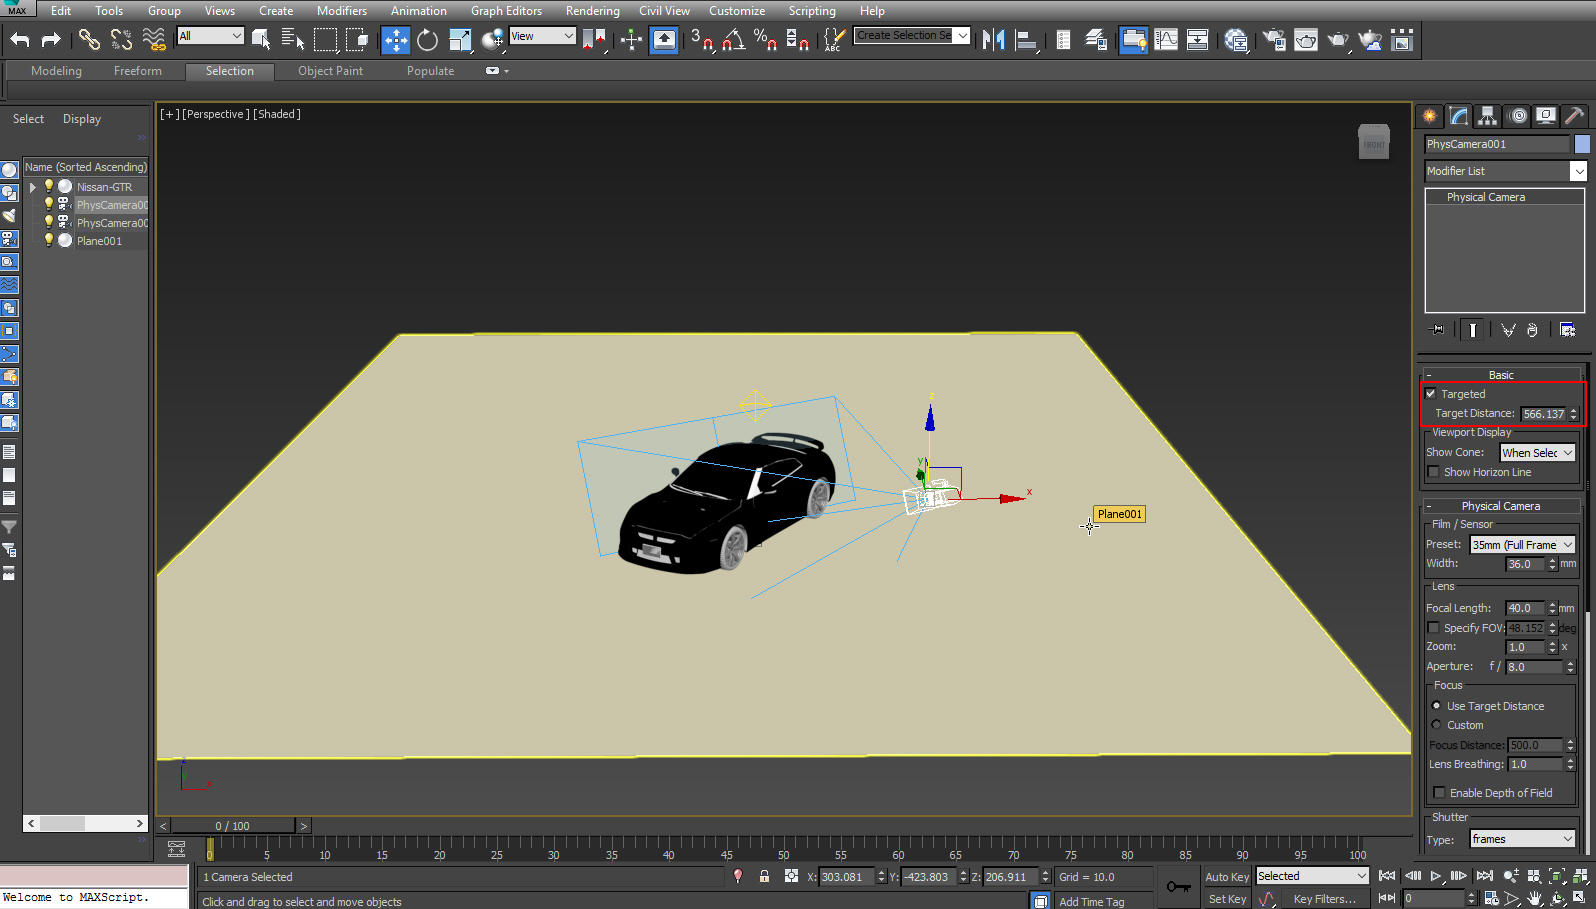 MAX Edit Tools Group Views Create Modifiers Animation Graph Editors Rendering Civil View Customize Scripting Help
All View 3 % ABC Create Selection Se
Modeling Freeform Selection Object Paint Populate
Select Display
Name (Sorted Ascending)
Nissan-GTR
PhysCamera00
PhysCamera00
Plane001
[+] [Perspective] [Shaded]
FRONT
z
y
x
Plane001
z
x
PhysCamera001
Modifier List
Physical Camera
- Basic
Targeted
Target Distance: 566.137
Viewport Display
Show Cone: When Selec
Show Horizon Line
- Physical Camera
Film / Sensor
Preset: 35mm (Full Frame
Width: 36.0 mm
Lens
Focal Length: 40.0 mm
Specify FOV: 48.152 deg
Zoom: 1.0 x
Aperture: f / 8.0
Focus
Use Target Distance
Custom
Focus Distance: 500.0
Lens Breathing: 1.0
Enable Depth of Field
Shutter
Type: frames
< 0 / 100 >
0 5 10 15 20 25 30 35 40 45 50 55 60 65 70 75 80 85 90 95 100
1 Camera Selected X: 303.081 Y: -423.803 Z: 206.911 Grid = 10.0 Auto Key Selected
Welcome to MAXScript. Click and drag to select and move objects Add Time Tag Set Key Key Filters... 0